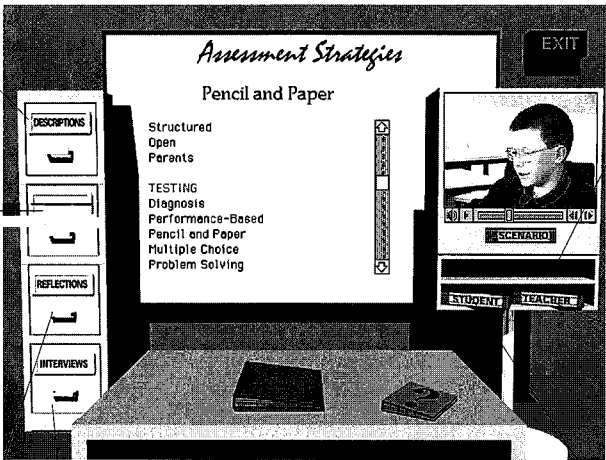 Assessment Strategies
EXIT
Pencil and Paper
DESCRIPTIONS
Structured
Open
Parents
TESTING
Diagnosis
Performance-Based
Pencil and Paper
Multiple Choice
Problem Solving
SCENARIO
REFLECTIONS
STUDENT
TEACHER
INTERVIEWS
?